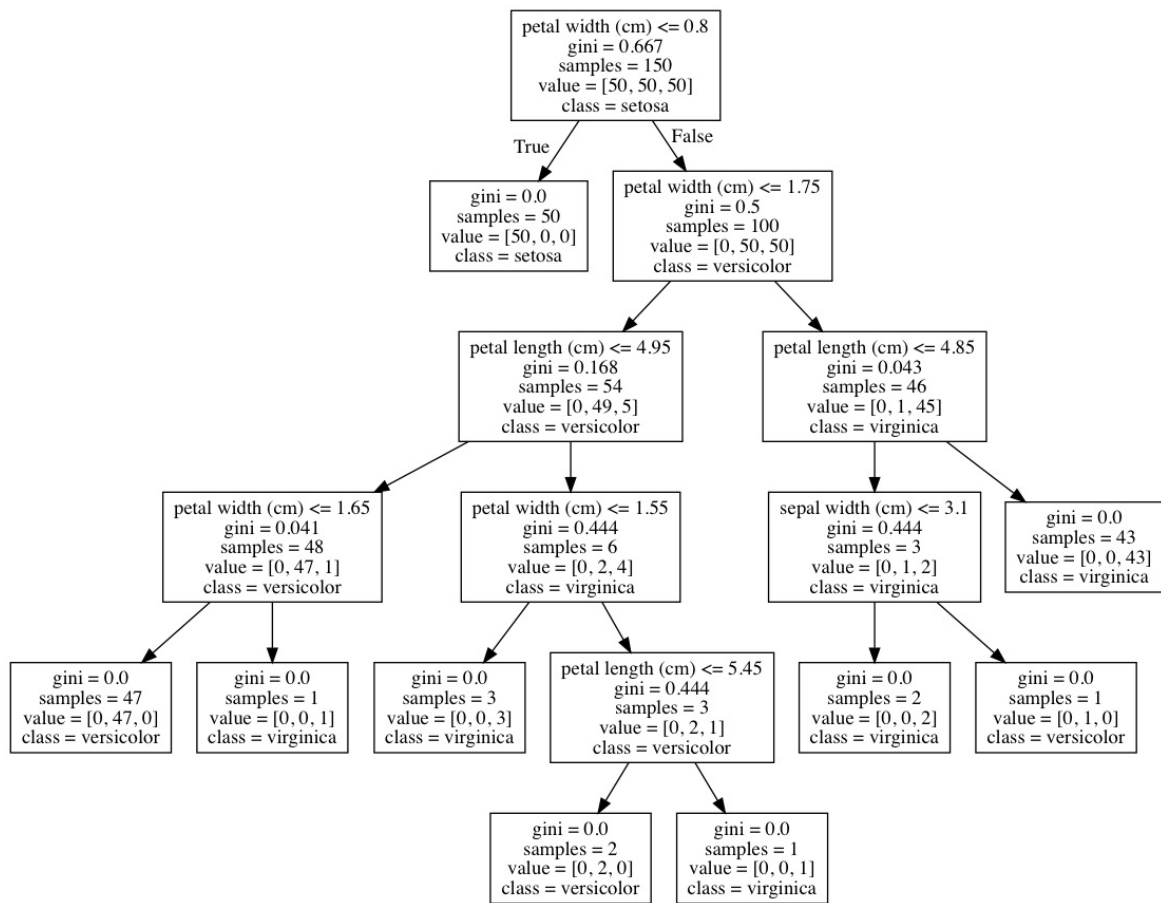 petal width (cm) <= 0.8
gini = 0.667
samples = 150
value = [50, 50, 50]
class = setosa
True
False
gini = 0.0
samples = 50
value = [50, 0, 0]
class = setosa
petal width (cm) <= 1.75
gini = 0.5
samples = 100
value = [0, 50, 50]
class = versicolor
petal length (cm) <= 4.95
gini = 0.168
samples = 54
value = [0, 49, 5]
class = versicolor
petal length (cm) <= 4.85
gini = 0.043
samples = 46
value = [0, 1, 45]
class = virginica
petal width (cm) <= 1.65
gini = 0.041
samples = 48
value = [0, 47, 1]
class = versicolor
petal width (cm) <= 1.55
gini = 0.444
samples = 6
value = [0, 2, 4]
class = virginica
sepal width (cm) <= 3.1
gini = 0.444
samples = 3
value = [0, 1, 2]
class = virginica
gini = 0.0
samples = 43
value = [0, 0, 43]
class = virginica
gini = 0.0
samples = 47
value = [0, 47, 0]
class = versicolor
gini = 0.0
samples = 1
value = [0, 0, 1]
class = virginica
gini = 0.0
samples = 3
value = [0, 0, 3]
class = virginica
petal length (cm) <= 5.45
gini = 0.444
samples = 3
value = [0, 2, 1]
class = versicolor
gini = 0.0
samples = 2
value = [0, 0, 2]
class = virginica
gini = 0.0
samples = 1
value = [0, 1, 0]
class = versicolor
gini = 0.0
samples = 2
value = [0, 2, 0]
class = versicolor
gini = 0.0
samples = 1
value = [0, 0, 1]
class = virginica